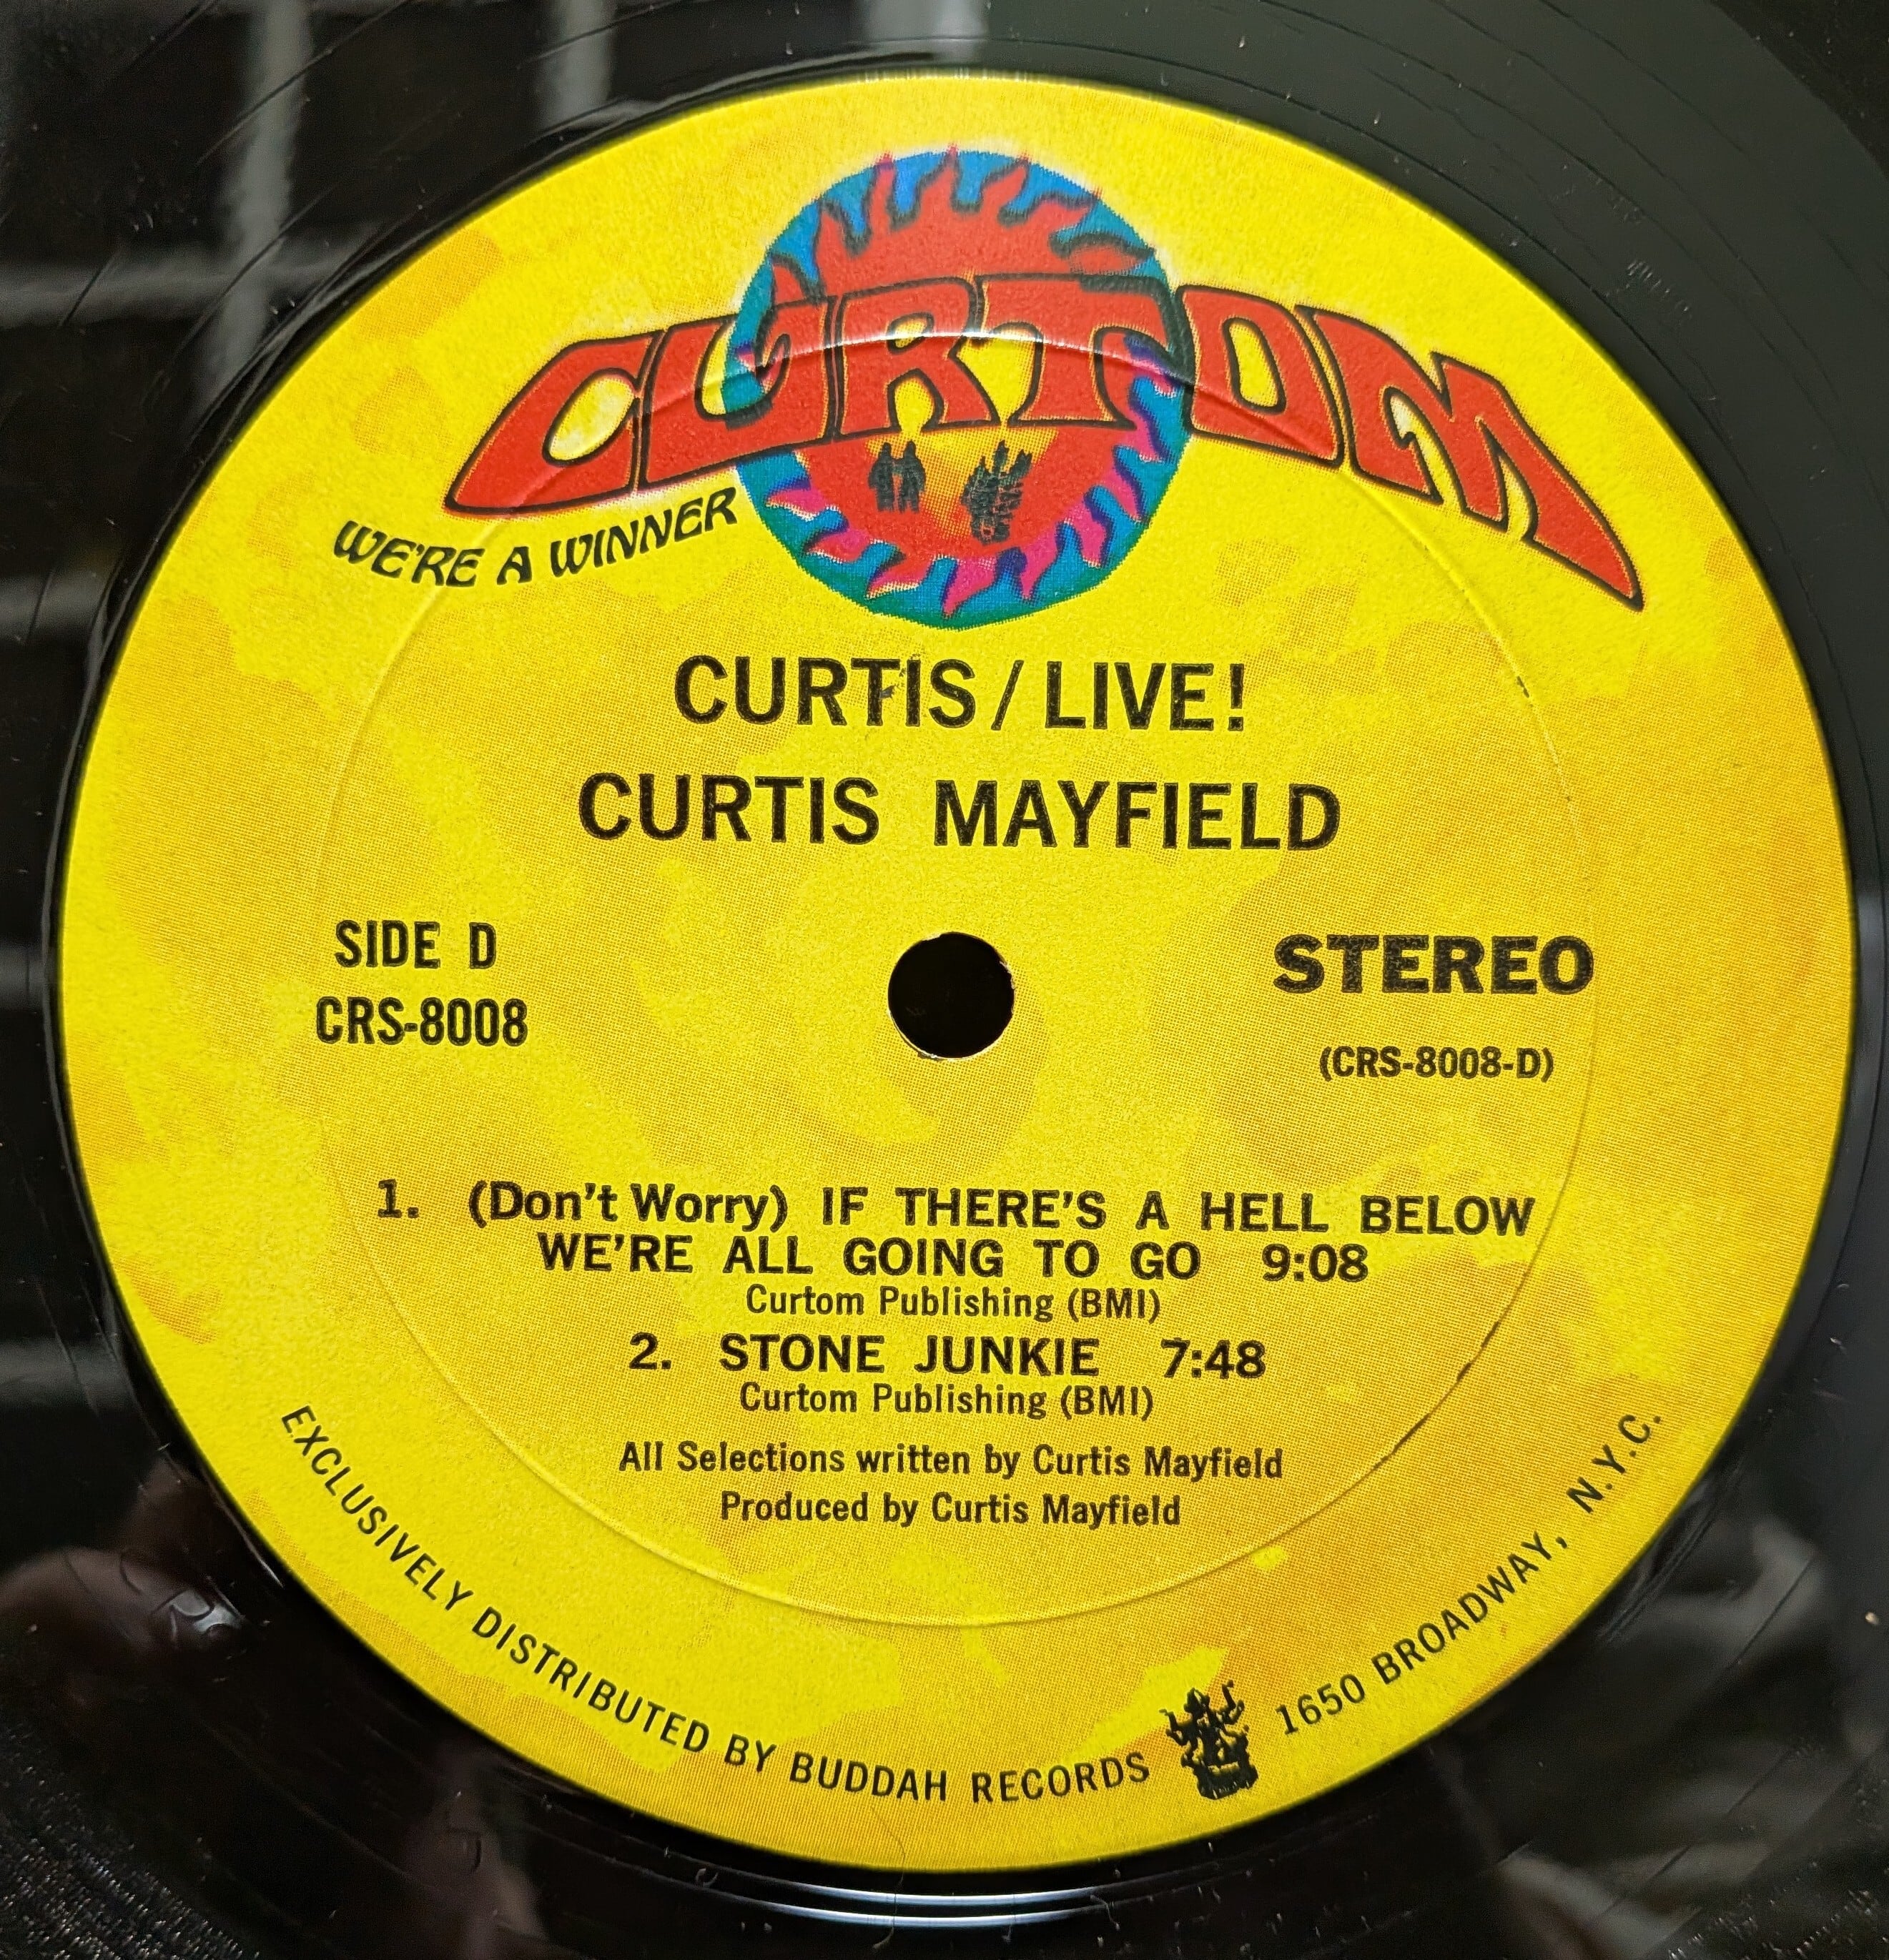 CURTOM
WE'RE A WINNER
CURTIS / LIVE!
CURTIS MAYFIELD
SIDE D
CRS-8008
STEREO
(CRS-8008-D)
1. (Don't Worry) IF THERE'S A HELL BELOW
WE'RE ALL GOING TO GO 9:08
Curtom Publishing (BMI)
2. STONE JUNKIE 7:48
Curtom Publishing (BMI)
All Selections written by Curtis Mayfield
Produced by Curtis Mayfield
EXCLUSIVELY DISTRIBUTED BY BUDDAH RECORDS 1650 BROADWAY, N.Y.C.